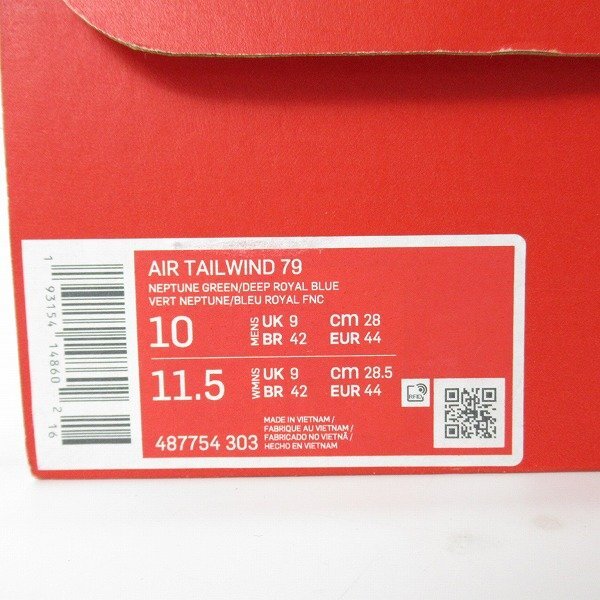 AIR TAILWIND 79
NEPTUNE GREEN/DEEP ROYAL BLUE
VERT NEPTUNE/BLEU ROYAL FNC
10 MENS UK 9 cm 28
BR 42 EUR 44
11.5 WMNS UK 9 cm 28.5
BR 42 EUR 44
487754 303
MADE IN VIETNAM /
FABRIQUE AU VIETNAM /
FABRICADO NO VIETNÃ /
HECHO EN VIETNAM
RFID
1 93154 14860 2 16